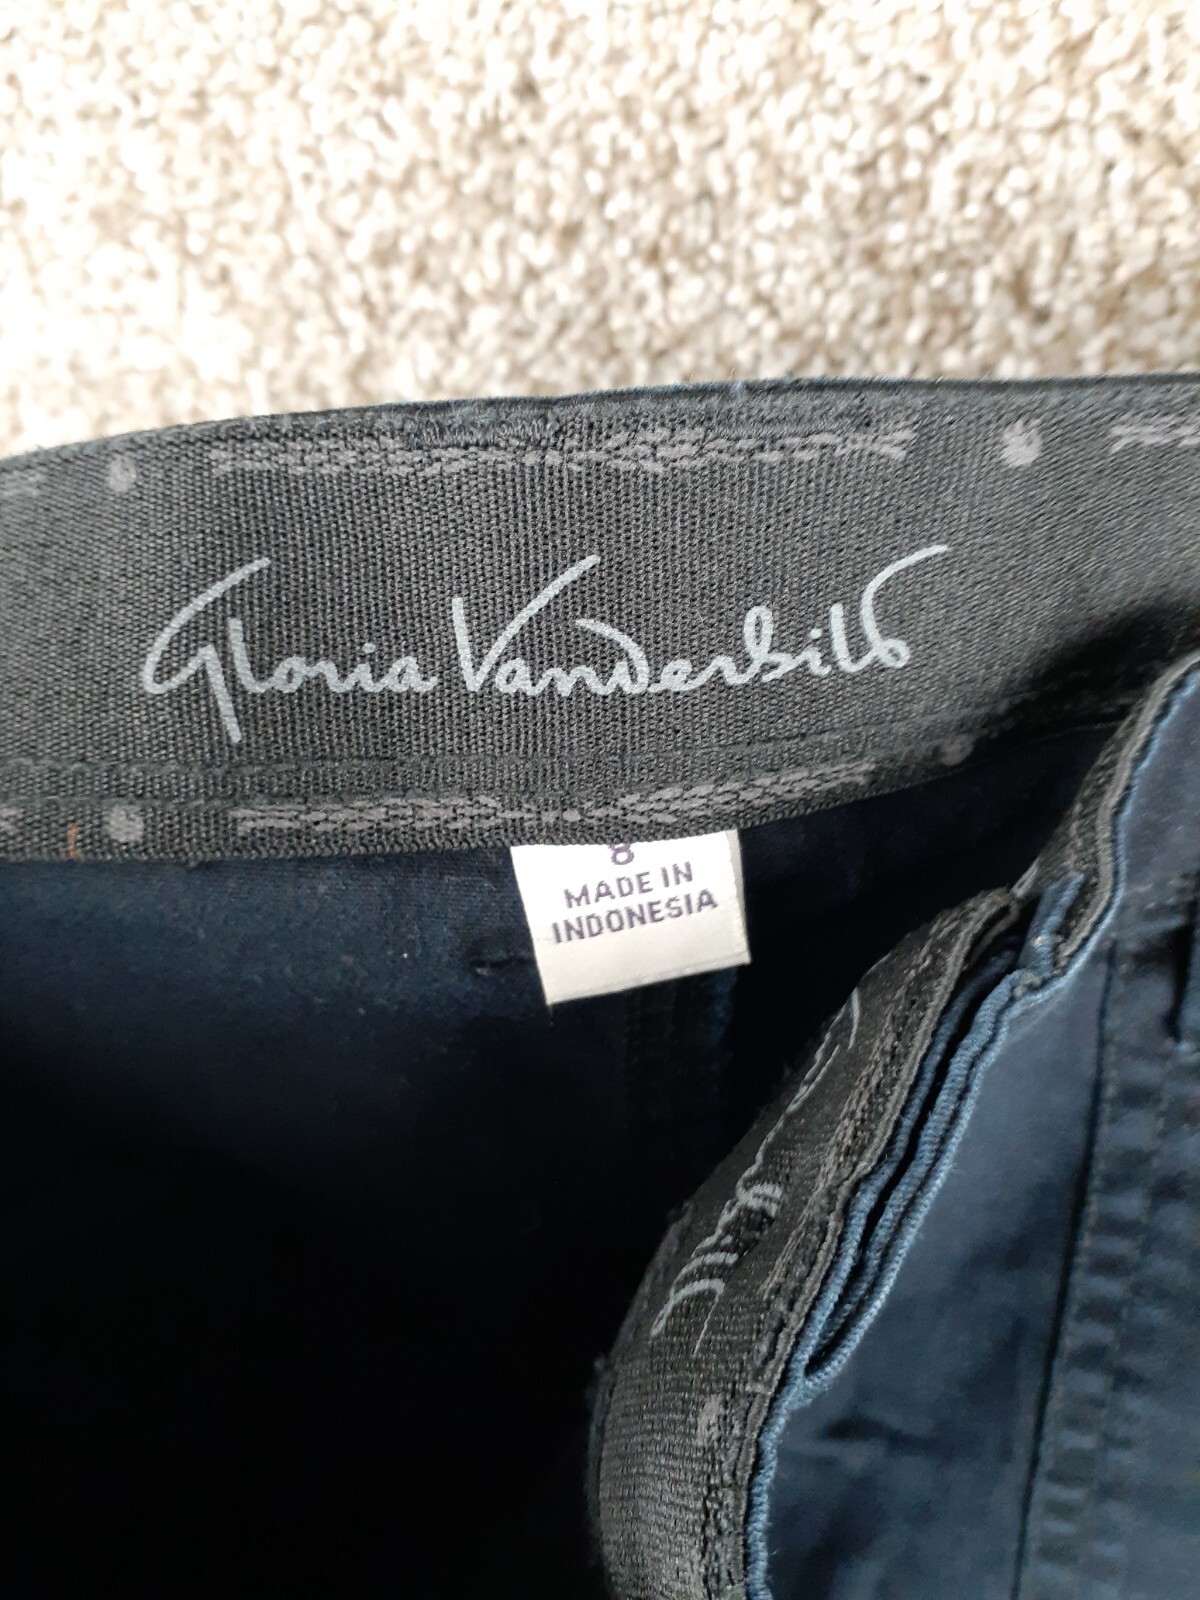 Gloria Vanderbilt
8
MADE IN
INDONESIA